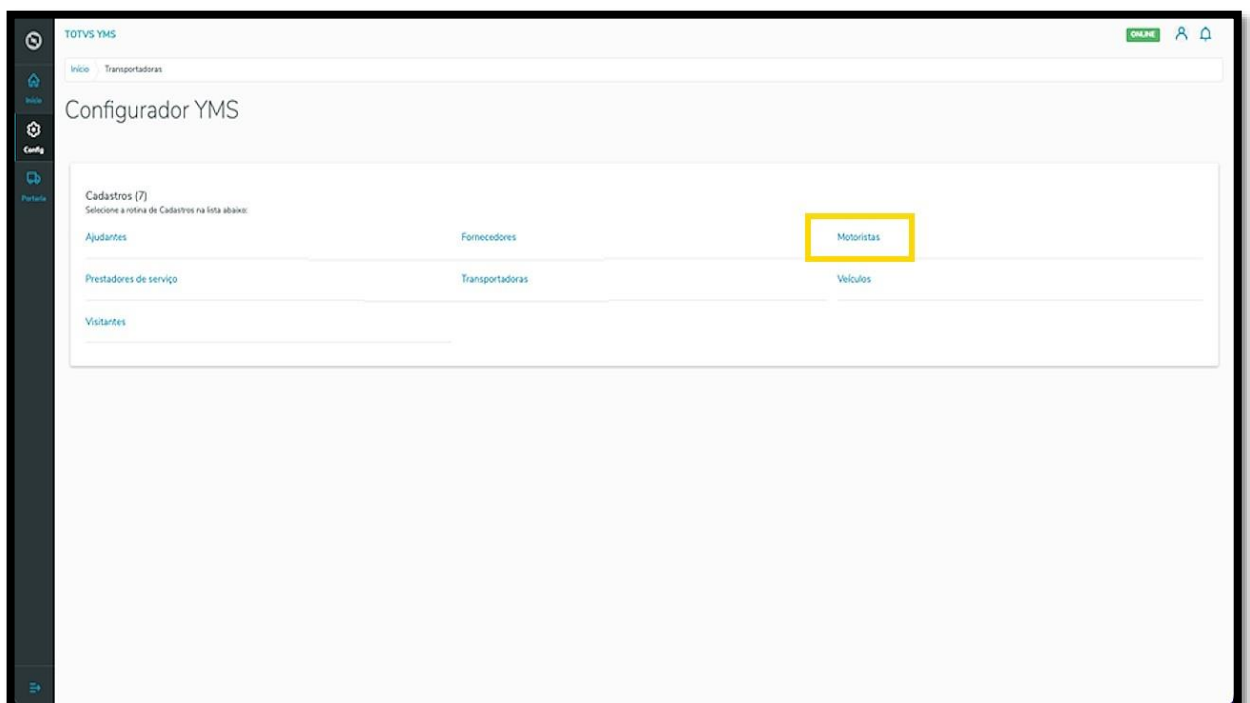 TOTVS YMS
ONLINE
Início Transportadoras
Início
Configurador YMS
Config
Portaria
Cadastros (7)
Selecione a rotina de Cadastros na lista abaixo:
Ajudantes Fornecedores Motoristas
Prestadores de serviço Transportadoras Veículos
Visitantes